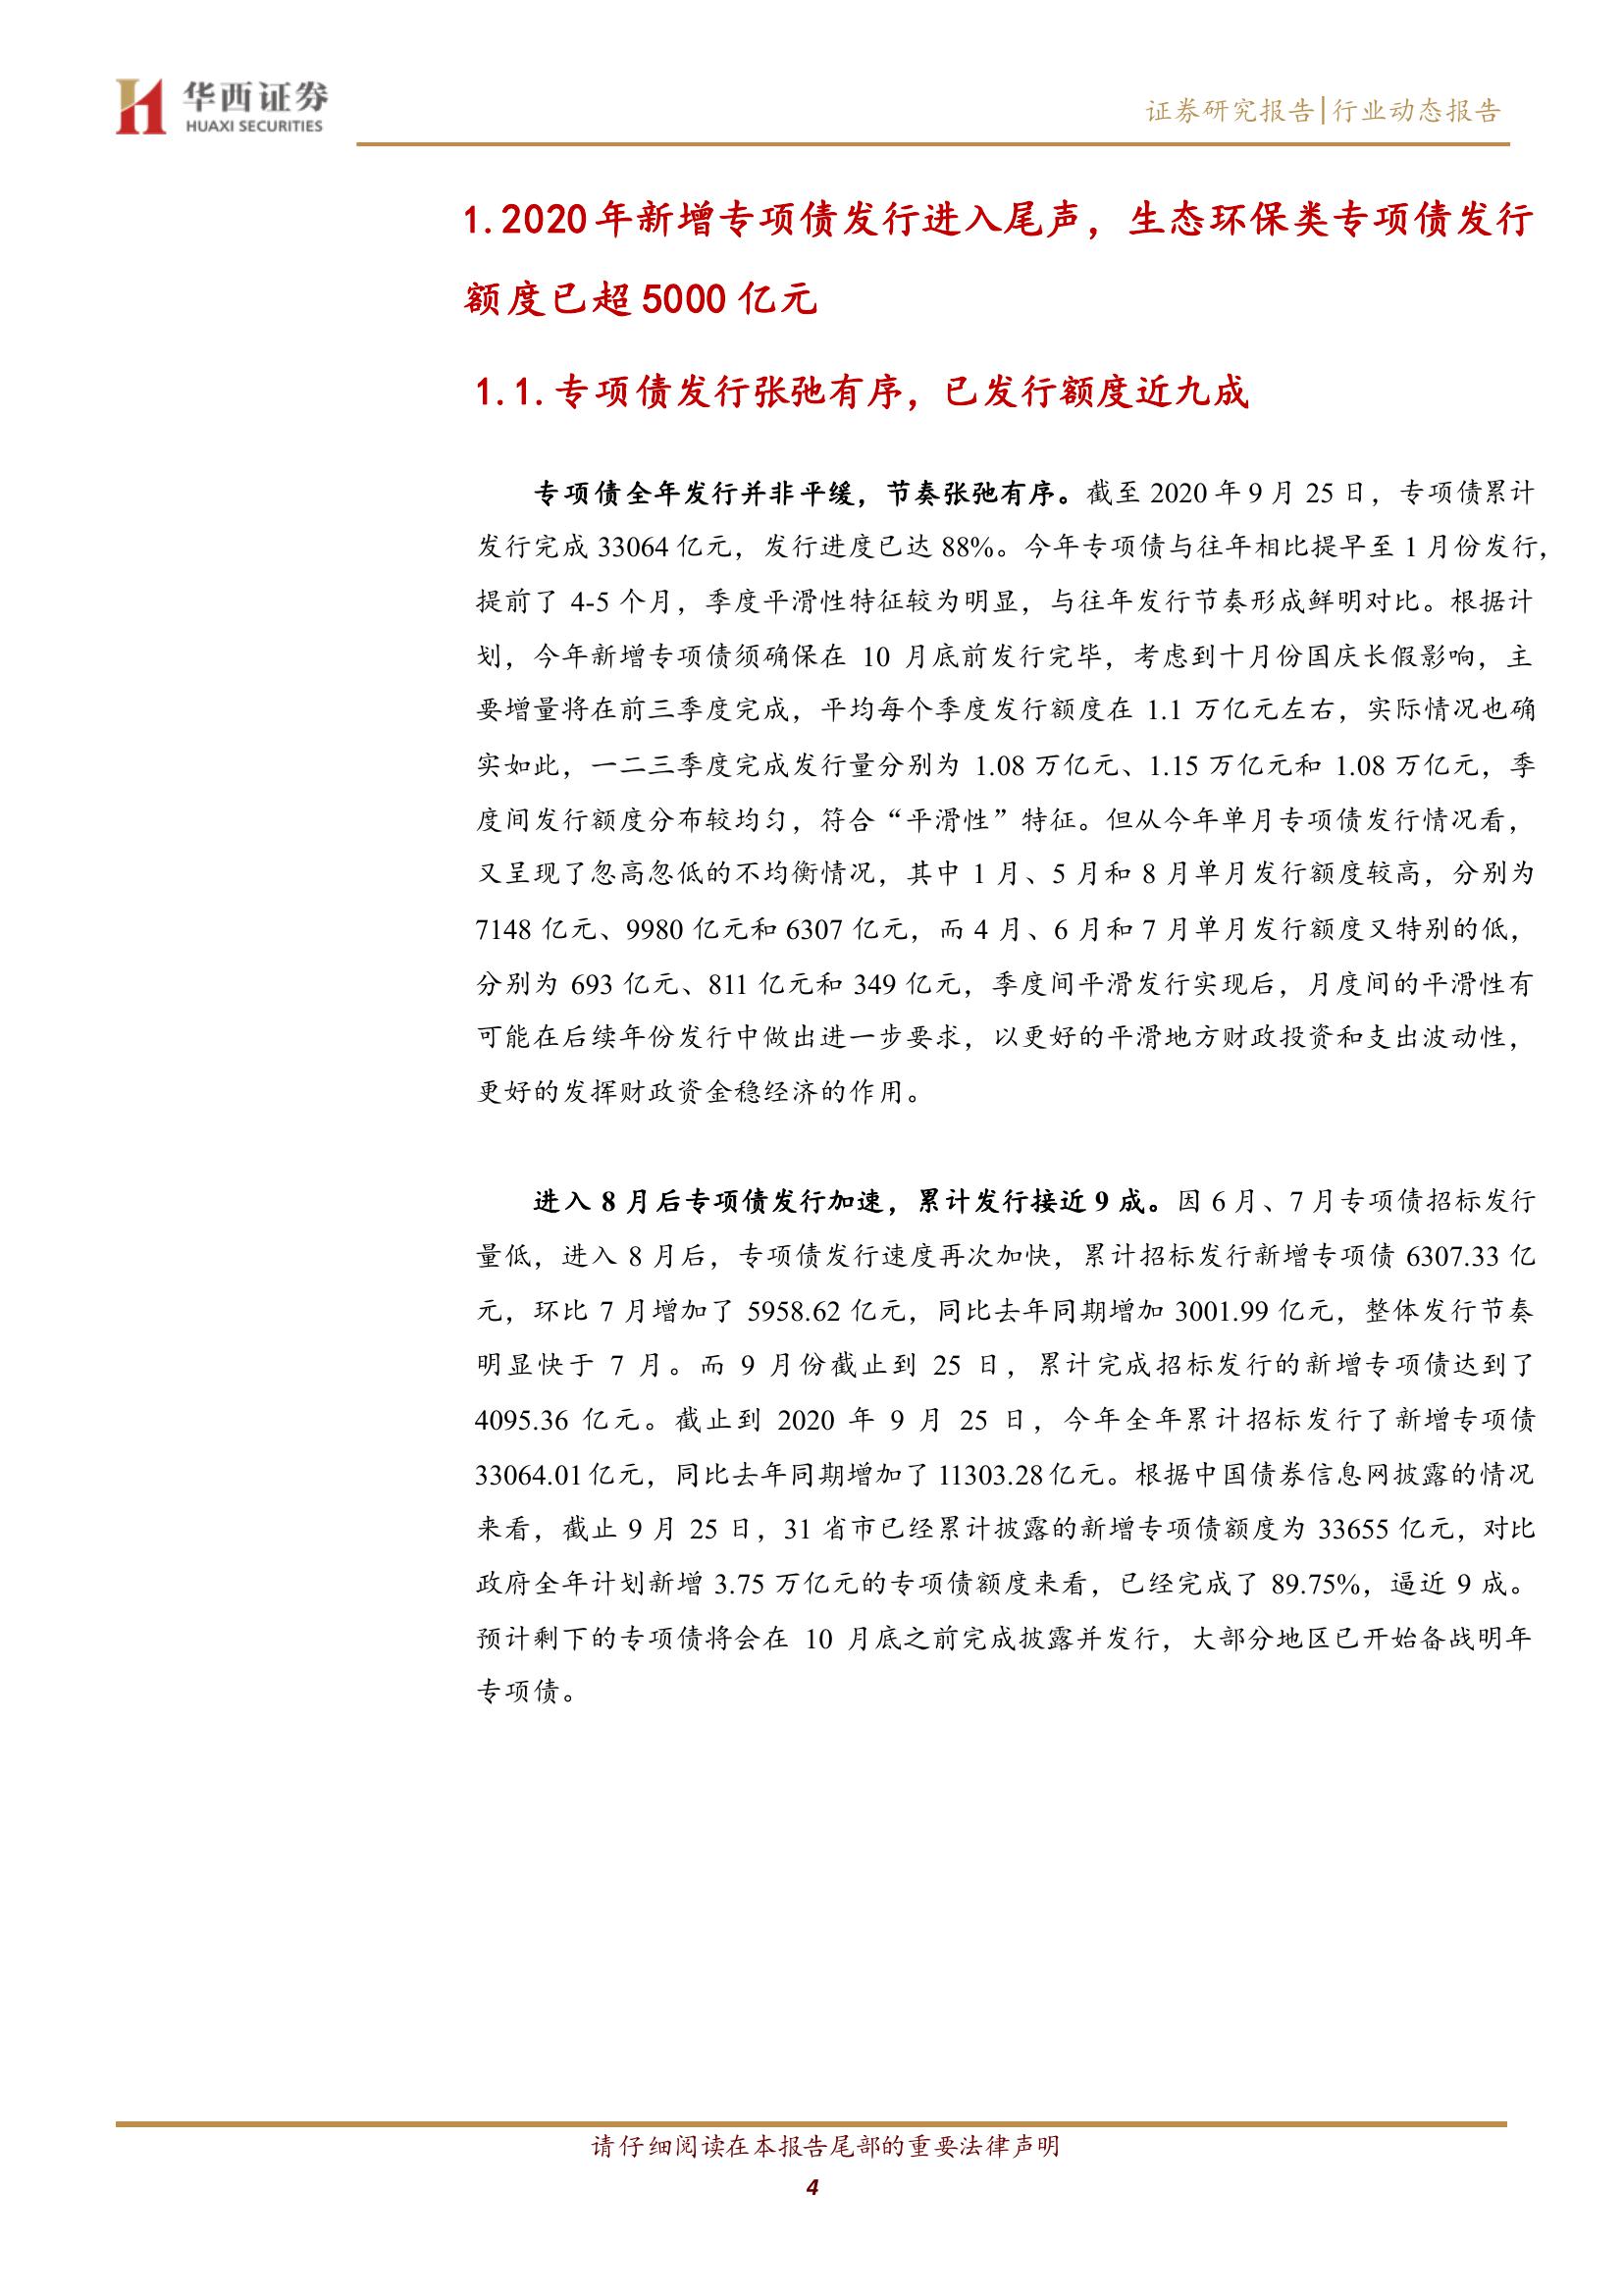 华西证券
HUAXI SECURITIES
证券研究报告|行业动态报告
1.2020年新增专项债发行进入尾声，生态环保类专项债发行
额度已超5000亿元
1.1.专项债发行张弛有序，已发行额度近九成
专项债全年发行并非平缓，节奏张弛有序。截至2020年9月25日，专项债累计
发行完成33064亿元，发行进度已达88%。今年专项债与往年相比提早至1月份发行，
提前了4-5个月，季度平滑性特征较为明显，与往年发行节奏形成鲜明对比。根据计
划，今年新增专项债须确保在 10 月底前发行完毕，考虑到十月份国庆长假影响，主
要增量将在前三季度完成，平均每个季度发行额度在1.1万亿元左右，实际情况也确
实如此，一二三季度完成发行量分别为 1.08万亿元、1.15万亿元和 1.08万亿元，季
度间发行额度分布较均匀，符合“平滑性”特征。但从今年单月专项债发行情况看，
又呈现了忽高忽低的不均衡情况，其中1月、5月和8月单月发行额度较高，分别为
7148亿元、9980亿元和6307亿元，而4月、6月和7月单月发行额度又特别的低，
分别为 693亿元、811亿元和349亿元，季度间平滑发行实现后，月度间的平滑性有
可能在后续年份发行中做出进一步要求，以更好的平滑地方财政投资和支出波动性，
更好的发挥财政资金稳经济的作用。
进入8月后专项债发行加速，累计发行接近9成。因6月、7月专项债招标发行
量低，进入8月后，专项债发行速度再次加快，累计招标发行新增专项债6307.33亿
元，环比7月增加了5958.62亿元，同比去年同期增加3001.99亿元，整体发行节奏
明显快于 7 月。而 9 月份截止到 25 日，累计完成招标发行的新增专项债达到了
4095.36 亿元。截止到 2020 年 9 月 25 日，今年全年累计招标发行了新增专项债
33064.01亿元，同比去年同期增加了11303.28亿元。根据中国债券信息网披露的情况
来看，截止9月25日，31省市已经累计披露的新增专项债额度为33655亿元，对比
政府全年计划新增3.75万亿元的专项债额度来看，已经完成了89.75%，逼近9成。
预计剩下的专项债将会在 10 月底之前完成披露并发行，大部分地区已开始备战明年
专项债。
请仔细阅读在本报告尾部的重要法律声明
4